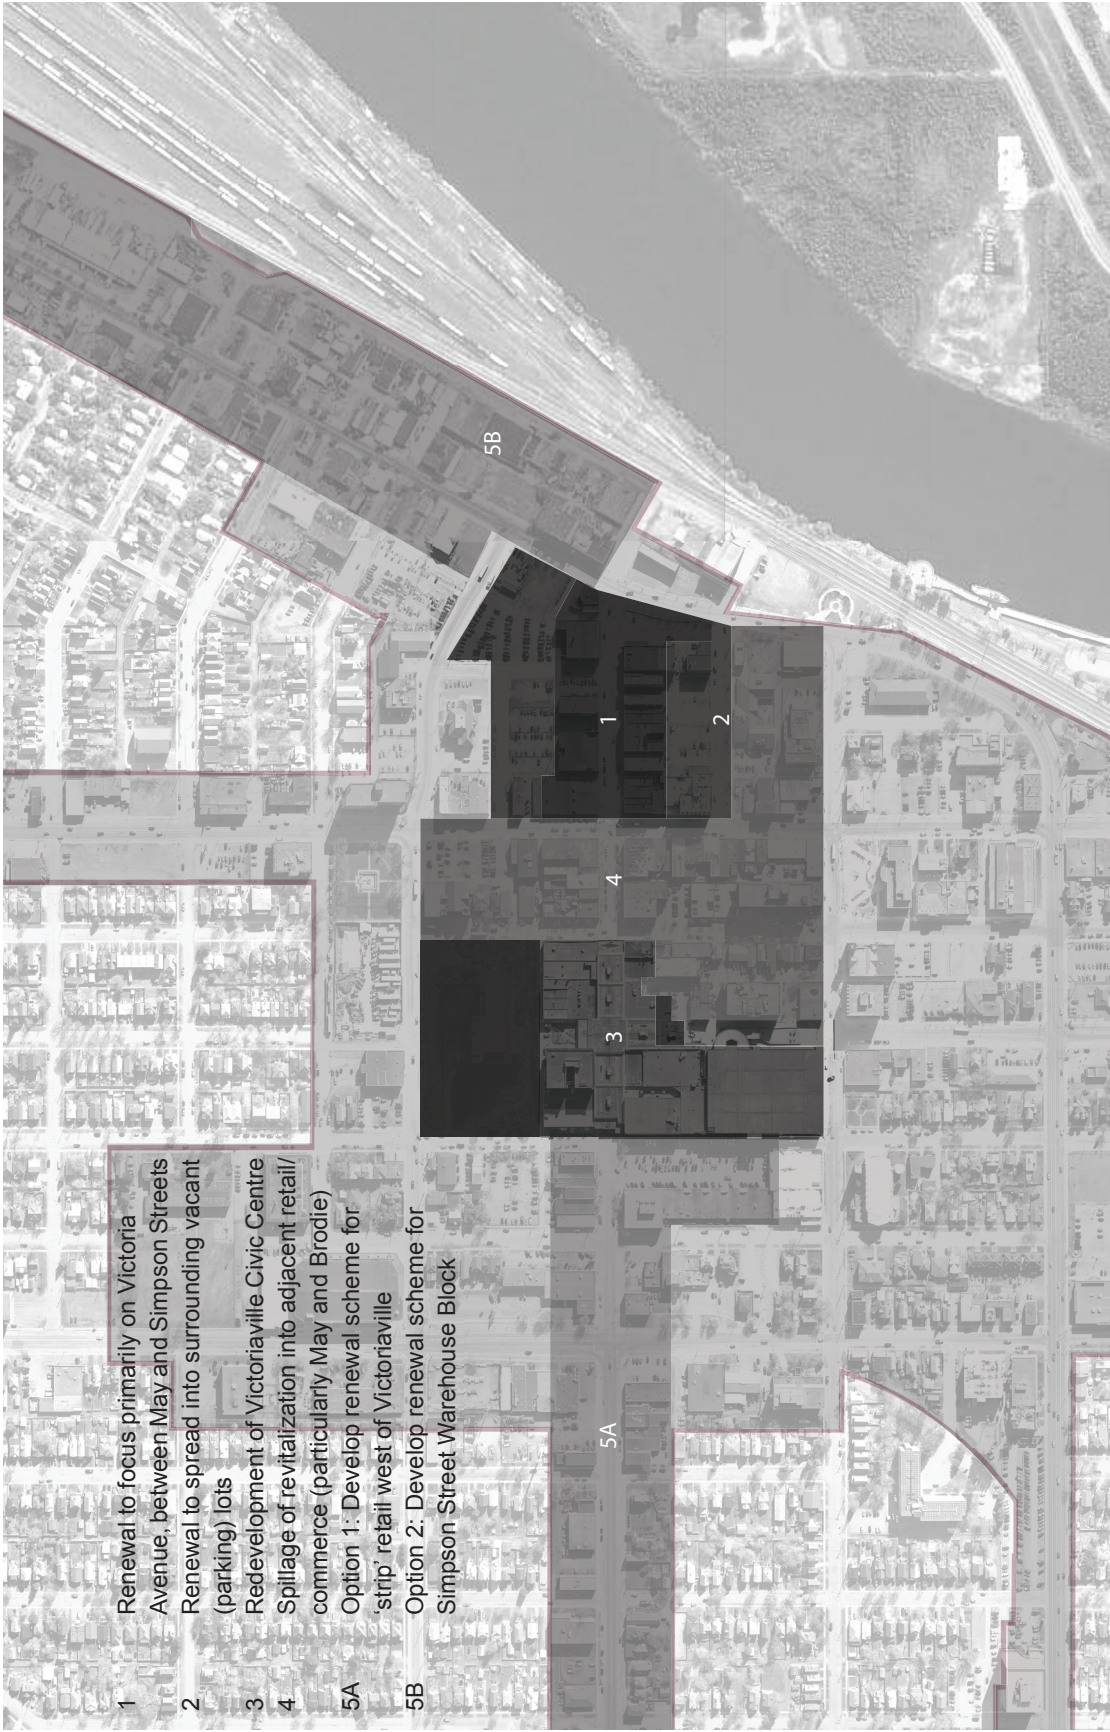 1 Renewal to focus primarily on Victoria
Avenue, between May and Simpson Streets
2 Renewal to spread into surrounding vacant
(parking) lots
3 Redevelopment of Victoriaville Civic Centre
4 Spillage of revitalization into adjacent retail/
commerce (particularly May and Brodie)
5A Option 1: Develop renewal scheme for
'strip' retail west of Victoriaville
5B Option 2: Develop renewal scheme for
Simpson Street Warehouse Block
5A
3
4
1
2
5B